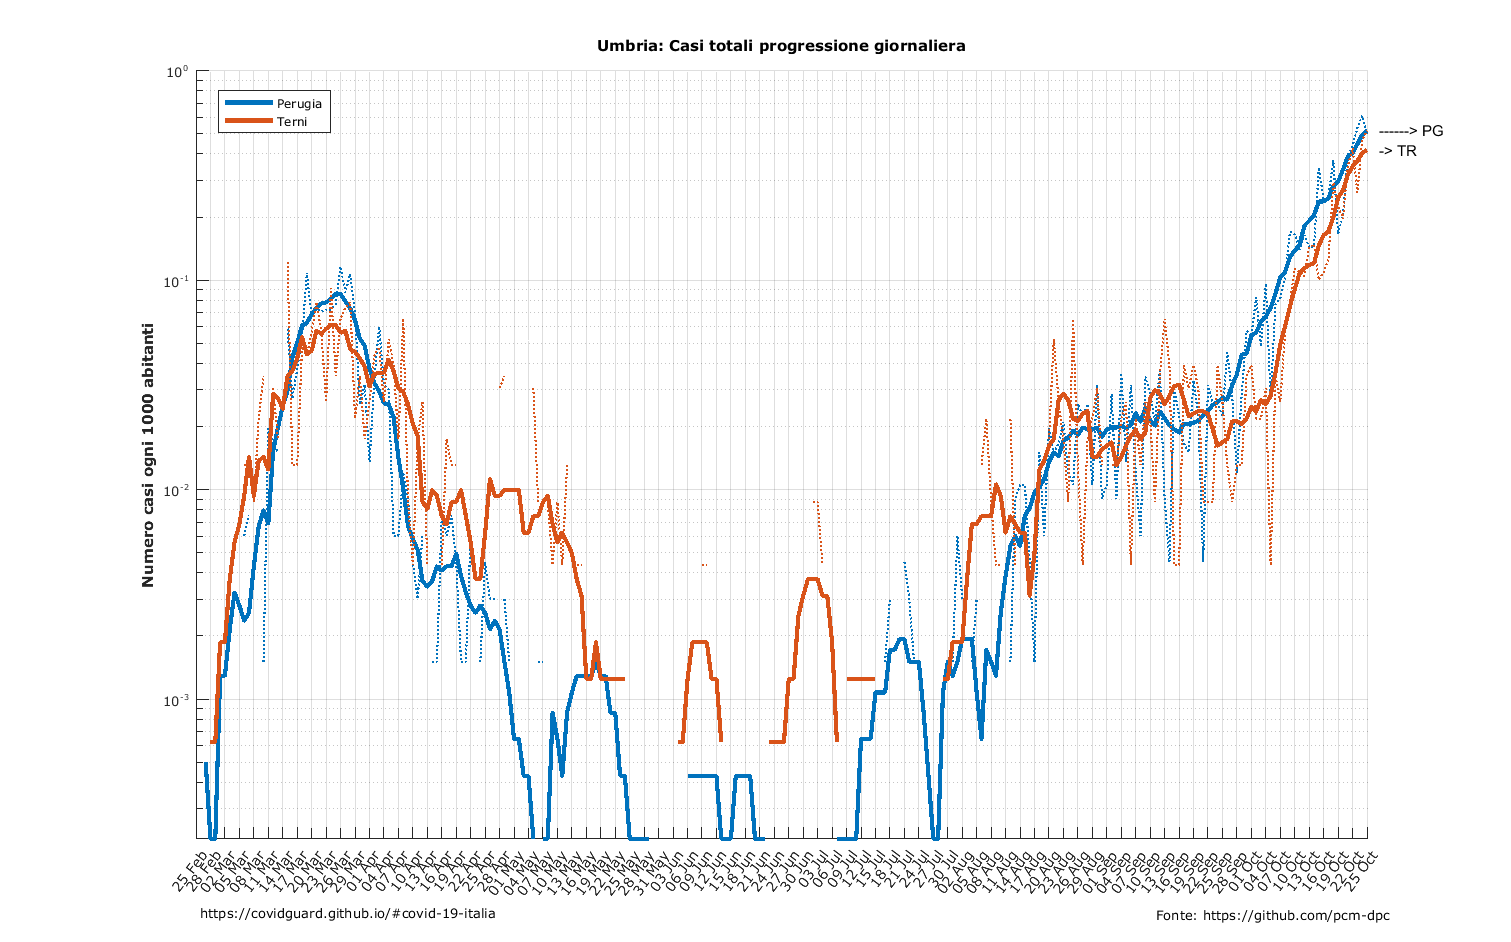 Umbria: Casi totali progressione giornaliera
10^0
Perugia
Terni
------> PG
-> TR
10^-1
Numero casi ogni 1000 abitanti
10^-2
10^-3
25 Feb
28 Feb
02 Mar
05 Mar
08 Mar
11 Mar
14 Mar
17 Mar
20 Mar
23 Mar
26 Mar
29 Mar
01 Apr
04 Apr
07 Apr
10 Apr
13 Apr
16 Apr
19 Apr
22 Apr
25 Apr
28 Apr
01 May
04 May
07 May
10 May
13 May
16 May
19 May
22 May
25 May
28 May
31 May
03 Jun
06 Jun
09 Jun
12 Jun
15 Jun
18 Jun
21 Jun
24 Jun
27 Jun
30 Jun
03 Jul
06 Jul
09 Jul
12 Jul
15 Jul
18 Jul
21 Jul
24 Jul
27 Jul
30 Jul
02 Aug
05 Aug
08 Aug
11 Aug
14 Aug
17 Aug
20 Aug
23 Aug
26 Aug
29 Aug
01 Sep
04 Sep
07 Sep
10 Sep
13 Sep
16 Sep
19 Sep
22 Sep
25 Sep
28 Sep
01 Oct
04 Oct
07 Oct
10 Oct
13 Oct
16 Oct
19 Oct
22 Oct
25 Oct
https://covidguard.github.io/#covid-19-italia
Fonte: https://github.com/pcm-dpc